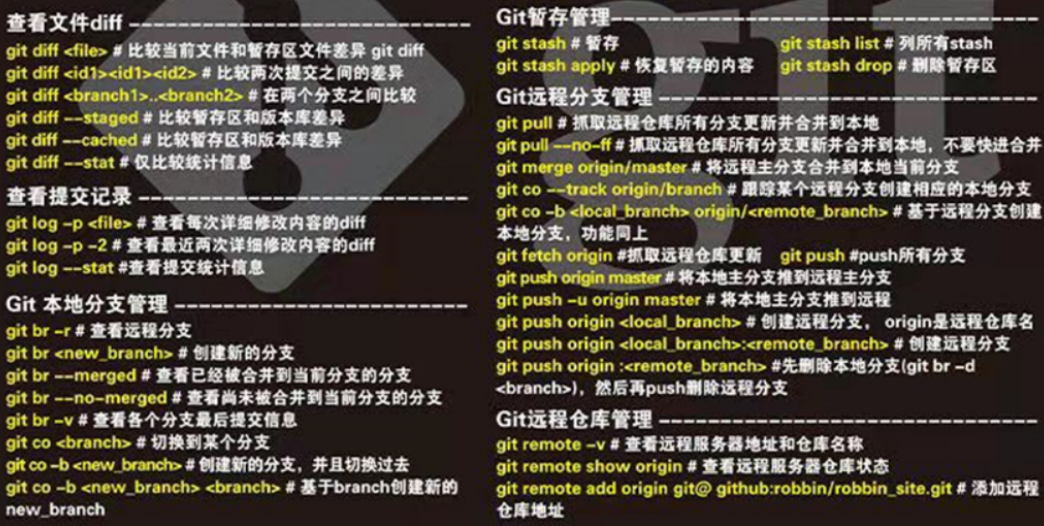 查看文件diff
git diff <file> # 比较当前文件和暂存区文件差异 git diff
git diff <id1><id1><id2> # 比较两次提交之间的差异
git diff <branch1>..<branch2> # 在两个分支之间比较
git diff --staged # 比较暂存区和版本库差异
git diff --cached # 比较暂存区和版本库差异
git diff --stat # 仅比较统计信息
查看提交记录
git log -p <file> # 查看每次详细修改内容的diff
git log -p -2 # 查看最近两次详细修改内容的diff
git log --stat #查看提交统计信息
Git 本地分支管理
git br -r # 查看远程分支
git br <new_branch> # 创建新的分支
git br --merged # 查看已经被合并到当前分支的分支
git br --no-merged # 查看尚未被合并到当前分支的分支
git br -v # 查看各个分支最后提交信息
git co <branch> # 切换到某个分支
git co -b <new_branch> # 创建新的分支，并且切换过去
git co -b <new_branch> <branch> # 基于branch创建新的
new_branch
Git暂存管理
git stash # 暂存 git stash list # 列所有stash
git stash apply # 恢复暂存的内容 git stash drop # 删除暂存区
Git远程分支管理
git pull # 抓取远程仓库所有分支更新并合并到本地
git pull --no-ff # 抓取远程仓库所有分支更新并合并到本地，不要快进合并
git merge origin/master # 将远程主分支合并到本地当前分支
git co --track origin/branch # 跟踪某个远程分支创建相应的本地分支
git co -b <local_branch> origin/<remote_branch> # 基于远程分支创建
本地分支，功能同上
git fetch origin #抓取远程仓库更新 git push #push所有分支
git push origin master # 将本地主分支推到远程主分支
git push -u origin master # 将本地主分支推到远程
git push origin <local_branch> # 创建远程分支， origin是远程仓库名
git push origin <local_branch>:<remote_branch> # 创建远程分支
git push origin :<remote_branch> #先删除本地分支(git br -d
<branch>)，然后再push删除远程分支
Git远程仓库管理
git remote -v # 查看远程服务器地址和仓库名称
git remote show origin # 查看远程服务器仓库状态
git remote add origin git@ github:robbin/robbin_site.git # 添加远程
仓库地址